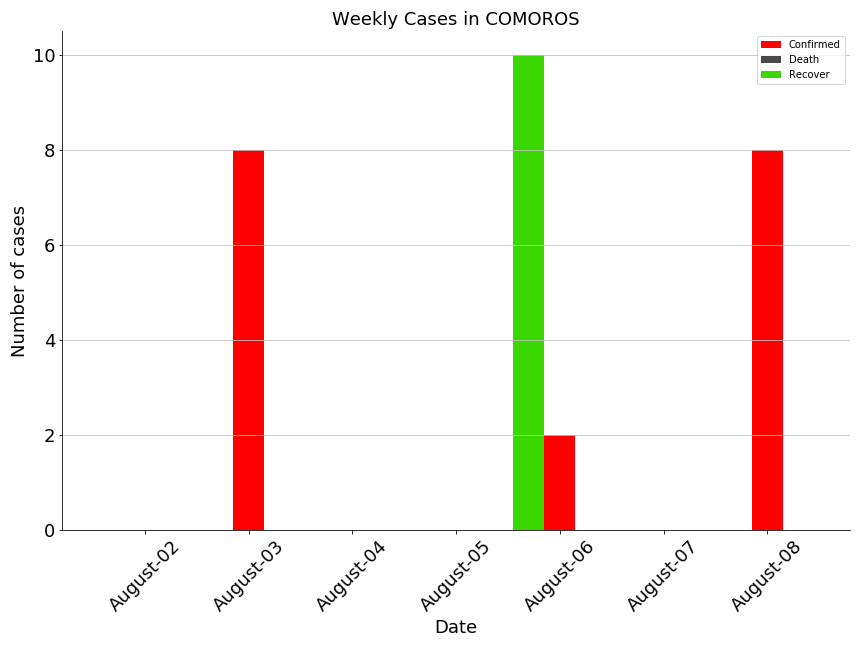 Weekly Cases in COMOROS
Confirmed
Death
Recover
Number of cases
10
8
6
4
2
0
August-02
August-03
August-04
August-05
August-06
August-07
August-08
Date